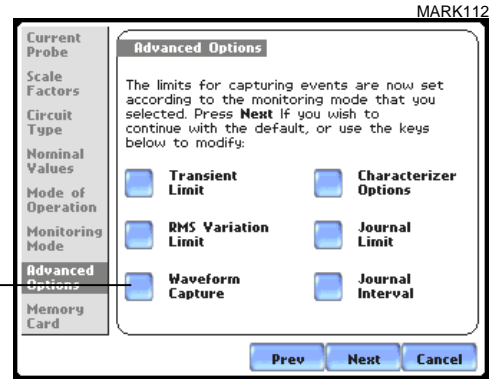 MARK112
Current
Probe
Scale
Factors
Circuit
Type
Nominal
Values
Mode of
Operation
Monitoring
Mode
Advanced
Options
Memory
Card
Advanced Options
The limits for capturing events are now set
according to the monitoring mode that you
selected. Press Next If you wish to
continue with the default, or use the keys
below to modify:
Transient
Limit
Characterizer
Options
RMS Variation
Limit
Journal
Limit
Waveform
Capture
Journal
Interval
Prev
Next
Cancel